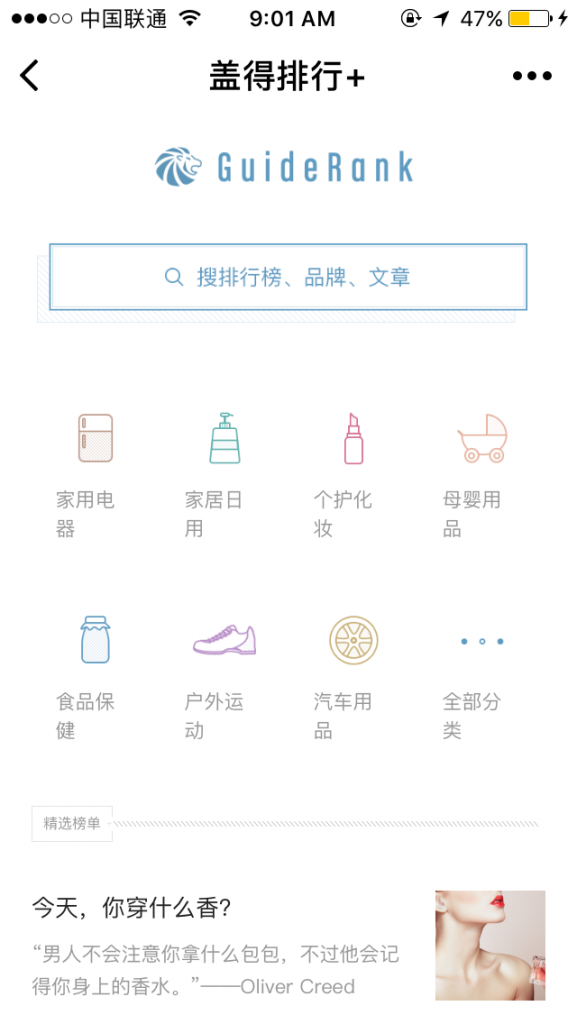 中国联通 9:01 AM 47%
盖得排行+
GuideRank
搜排行榜、品牌、文章
家用电器
家居日用
个护化妆
母婴用品
食品保健
户外运动
汽车用品
全部分类
精选榜单
今天，你穿什么香?
“男人不会注意你拿什么包包，不过他会记
得你身上的香水。”——Oliver Creed